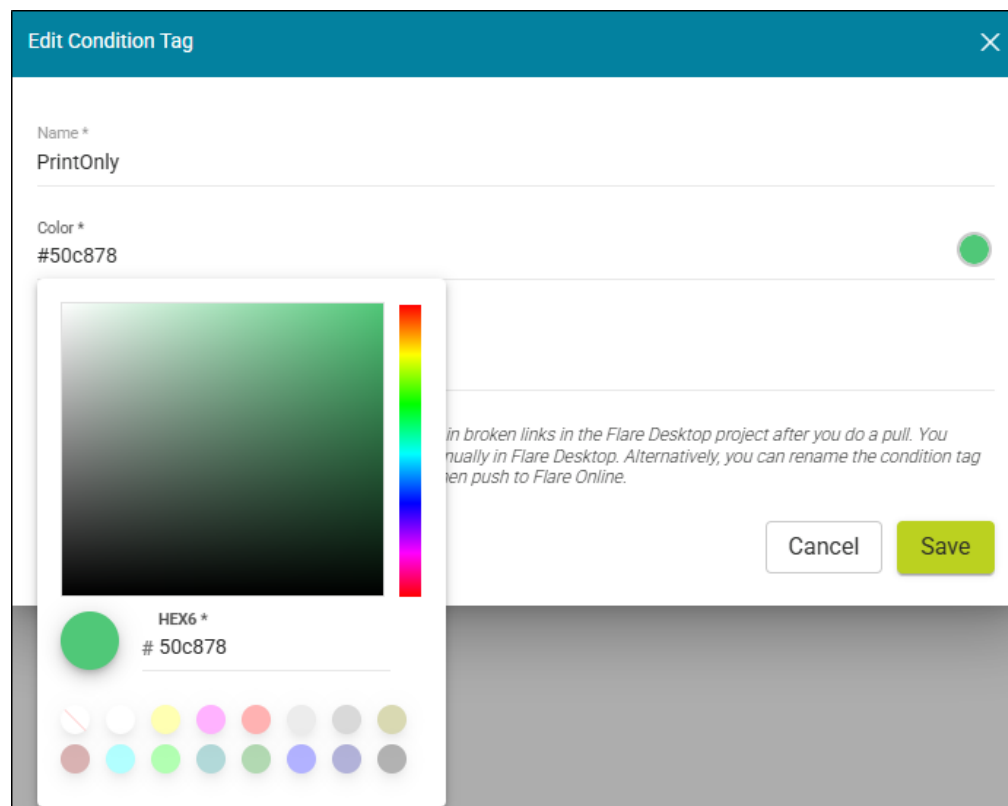 Edit Condition Tag
Name *
PrintOnly
Color *
#50c878
in broken links in the Flare Desktop project after you do a pull. You
nually in Flare Desktop. Alternatively, you can rename the condition tag
en push to Flare Online.
Cancel
Save
HEX6 *
# 50c878